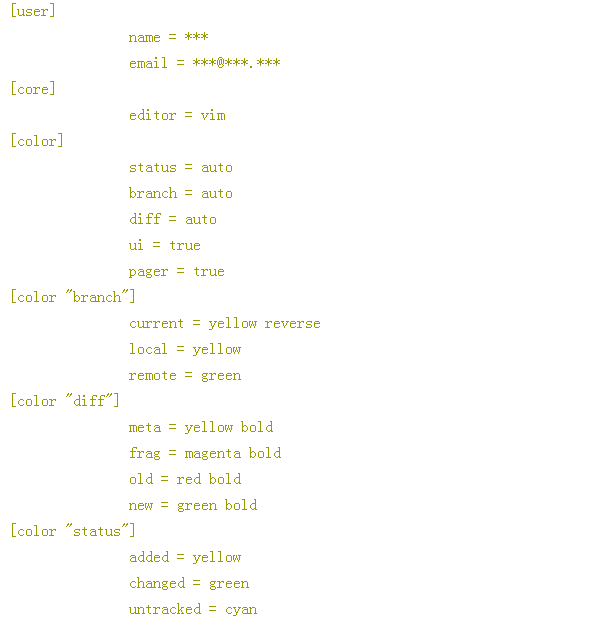 [user]
name = ***
email = ***@***.***
[core]
editor = vim
[color]
status = auto
branch = auto
diff = auto
ui = true
pager = true
[color "branch"]
current = yellow reverse
local = yellow
remote = green
[color "diff"]
meta = yellow bold
frag = magenta bold
old = red bold
new = green bold
[color "status"]
added = yellow
changed = green
untracked = cyan